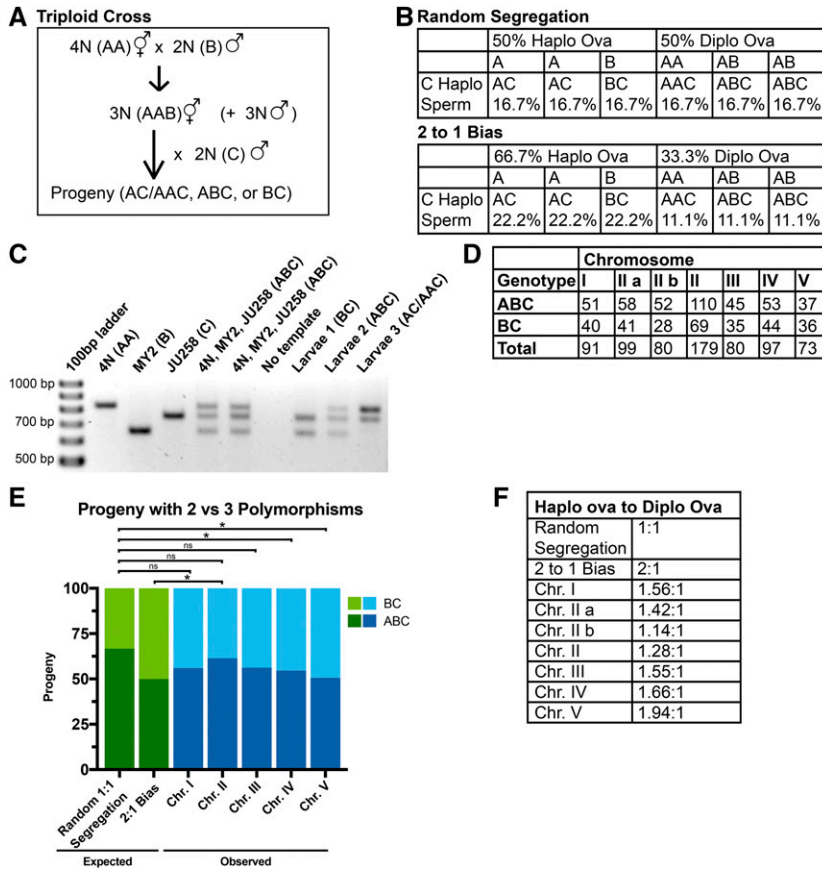 A Triploid Cross
4N (AA)⚥ x 2N (B)♂
3N (AAB)⚥ (+ 3N♂)
x 2N (C)♂
Progeny (AC/AAC, ABC, or BC)
B Random Segregation
50% Haplo Ova 50% Diplo Ova
A A B AA AB AB
C Haplo AC AC BC AAC ABC ABC
Sperm 16.7% 16.7% 16.7% 16.7% 16.7% 16.7%
2 to 1 Bias
66.7% Haplo Ova 33.3% Diplo Ova
A A B AA AB AB
C Haplo AC AC BC AAC ABC ABC
Sperm 22.2% 22.2% 22.2% 11.1% 11.1% 11.1%
C
100bp ladder
4N (AA)
MY2 (B)
JU258 (C)
4N, MY2, JU258 (ABC)
4N, MY2, JU258 (ABC)
No template
Larvae 1 (BC)
Larvae 2 (ABC)
Larvae 3 (AC/AAC)
1000 bp
700 bp
500 bp
D
Chromosome
Genotype I II a II b II III IV V
ABC 51 58 52 110 45 53 37
BC 40 41 28 69 35 44 36
Total 91 99 80 179 80 97 73
E
Progeny with 2 vs 3 Polymorphisms
*
*
ns
ns
ns
*
100
75
50
25
0
Progeny
BC
ABC
Random 1:1
Segregation
2:1 Bias
Chr. I
Chr. II
Chr. III
Chr. IV
Chr. V
Expected Observed
F
Haplo ova to Diplo Ova
Random 1:1
Segregation
2 to 1 Bias 2:1
Chr. I 1.56:1
Chr. II a 1.42:1
Chr. II b 1.14:1
Chr. II 1.28:1
Chr. III 1.55:1
Chr. IV 1.66:1
Chr. V 1.94:1